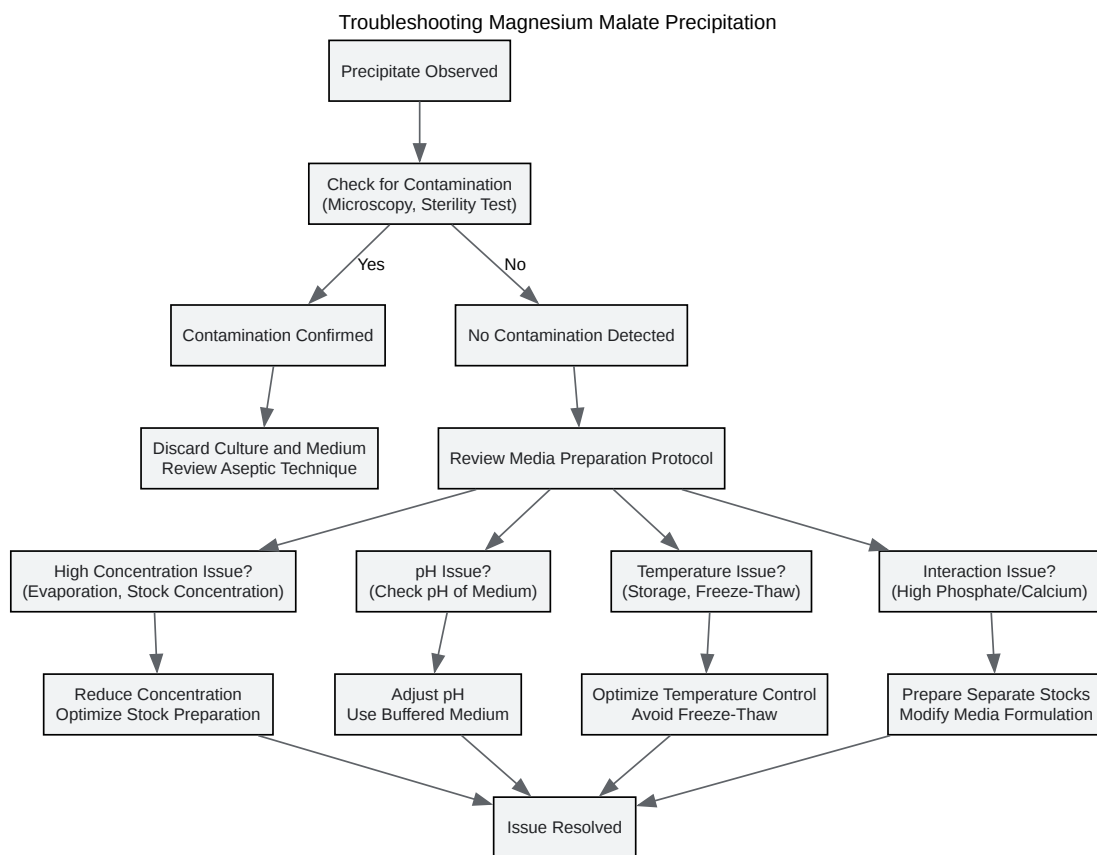 Troubleshooting Magnesium Malate Precipitation
Precipitate Observed
Check for Contamination
(Microscopy, Sterility Test)
Yes
No
Contamination Confirmed
No Contamination Detected
Discard Culture and Medium
Review Aseptic Technique
Review Media Preparation Protocol
High Concentration Issue?
(Evaporation, Stock Concentration)
pH Issue?
(Check pH of Medium)
Temperature Issue?
(Storage, Freeze-Thaw)
Interaction Issue?
(High Phosphate/Calcium)
Reduce Concentration
Optimize Stock Preparation
Adjust pH
Use Buffered Medium
Optimize Temperature Control
Avoid Freeze-Thaw
Prepare Separate Stocks
Modify Media Formulation
Issue Resolved